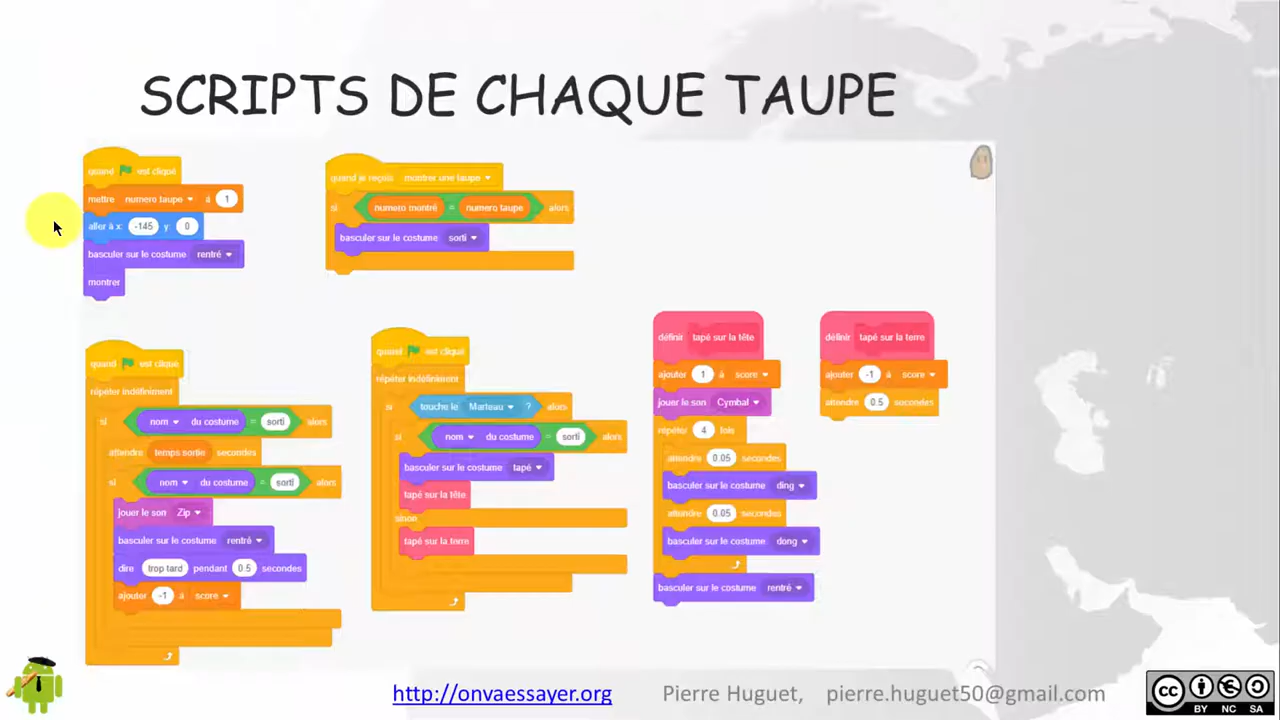 SCRIPTS DE CHAQUE TAUPE
quand est cliqué
mettre numero taupe à 1
aller à x: -145 y: 0
basculer sur le costume rentré
montrer
quand je reçois montrer une taupe
si numero montré = numero taupe alors
basculer sur le costume sorti
quand est cliqué
répéter indéfiniment
si nom du costume = sorti alors
attendre temps sortie secondes
si nom du costume = sorti alors
jouer le son Zip
basculer sur le costume rentré
dire trop tard pendant 0.5 secondes
ajouter -1 à score
quand est cliqué
répéter indéfiniment
si touche le Marteau ? alors
si nom du costume = sorti alors
basculer sur le costume tapé
tapé sur la tête
sinon
tapé sur la terre
définir tapé sur la tête
ajouter 1 à score
jouer le son Cymbal
répéter 4 fois
attendre 0.05 secondes
basculer sur le costume ding
attendre 0.05 secondes
basculer sur le costume dong
basculer sur le costume rentré
définir tapé sur la terre
ajouter -1 à score
attendre 0.5 secondes
http://onvaessayer.org Pierre Huguet, pierre.huguet50@gmail.com
cc BY NC SA